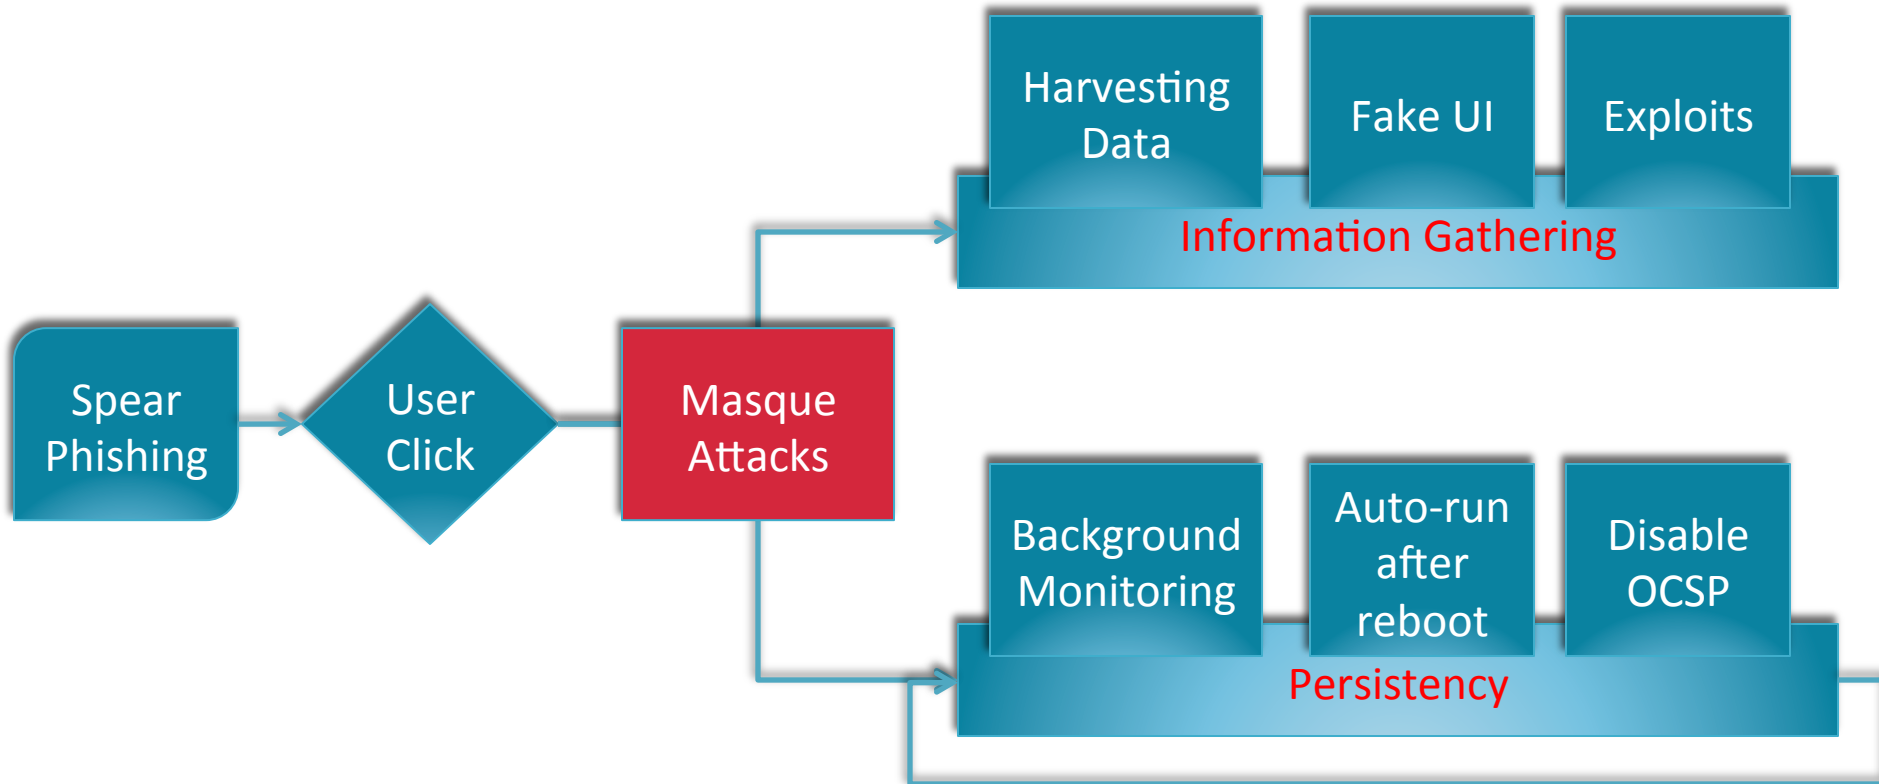 Harvesting
Data
Fake UI
Exploits
Information Gathering
Spear
Phishing
User
Click
Masque
Attacks
Background
Monitoring
Auto-run
after
reboot
Disable
OCSP
Persistency